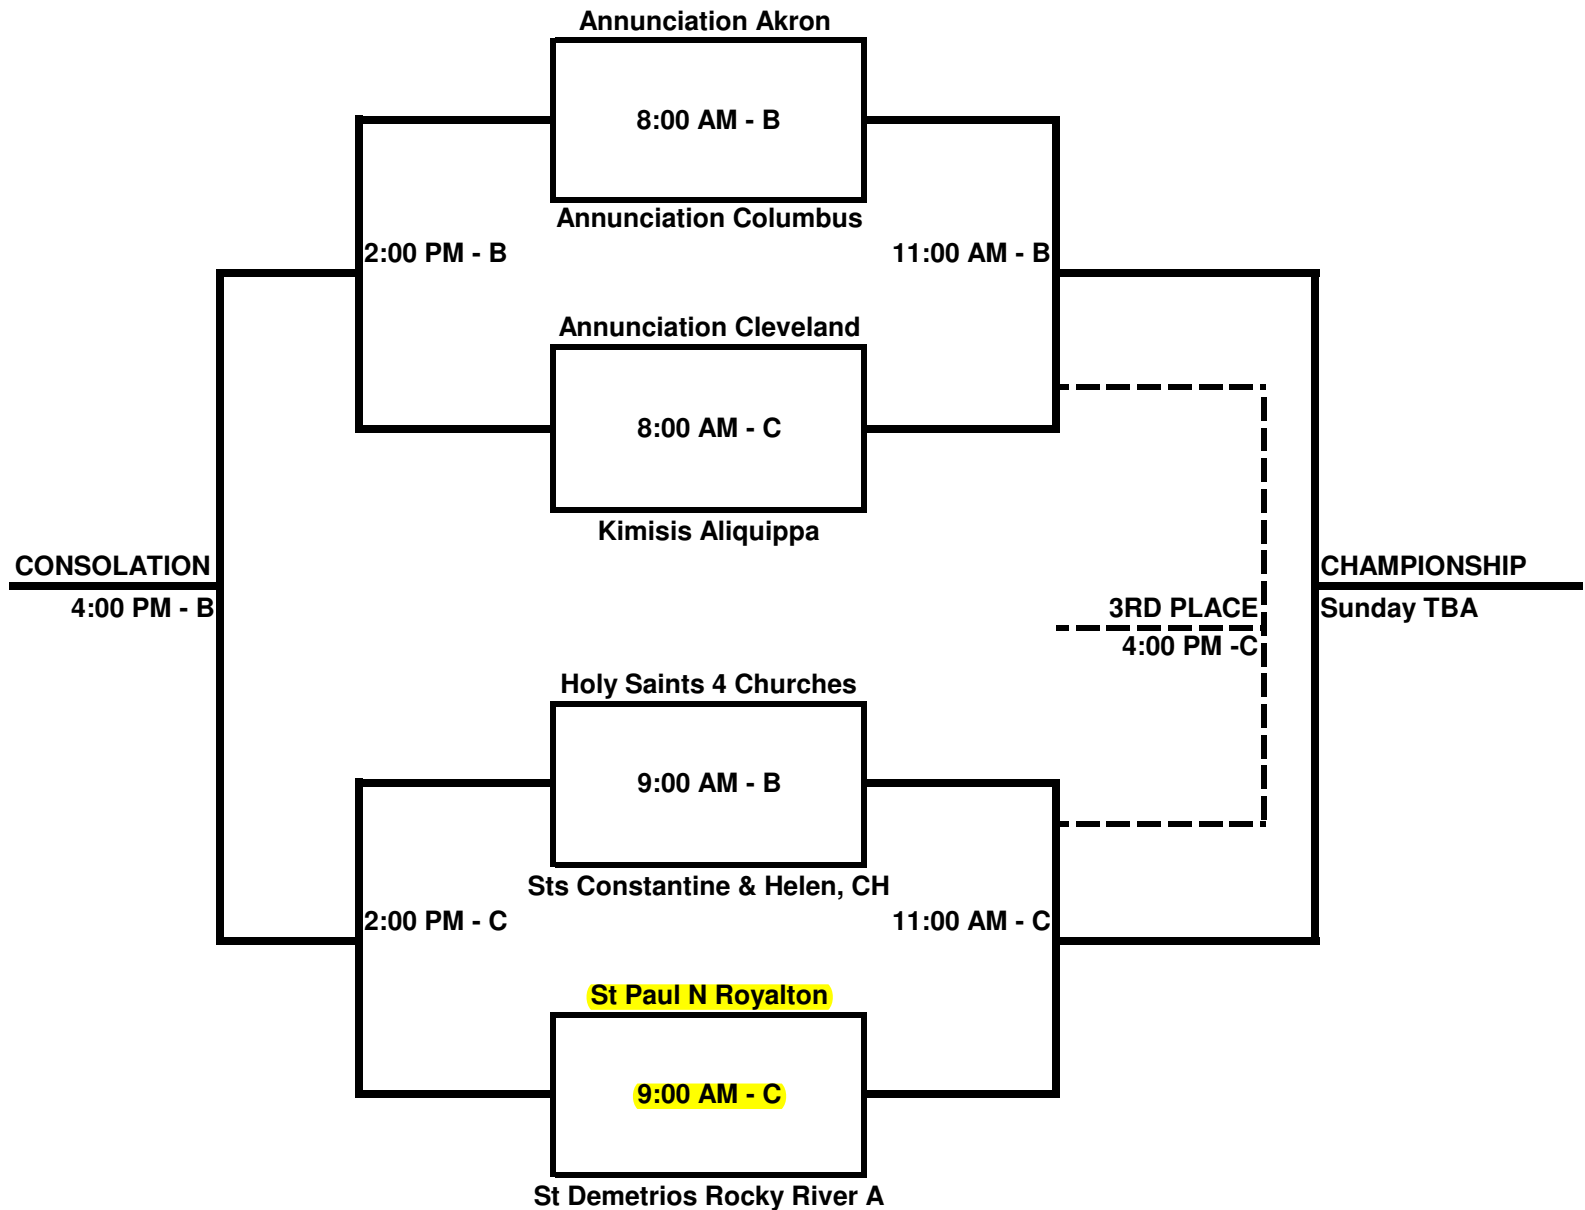 Annunciation Akron
8:00 AM - B
Annunciation Columbus
2:00 PM - B
11:00 AM - B
Annunciation Cleveland
8:00 AM - C
Kimisis Aliquippa
CONSOLATION
4:00 PM - B
CHAMPIONSHIP
Sunday TBA
3RD PLACE
4:00 PM -C
Holy Saints 4 Churches
9:00 AM - B
Sts Constantine & Helen, CH
2:00 PM - C
11:00 AM - C
St Paul N Royalton
9:00 AM - C
St Demetrios Rocky River A